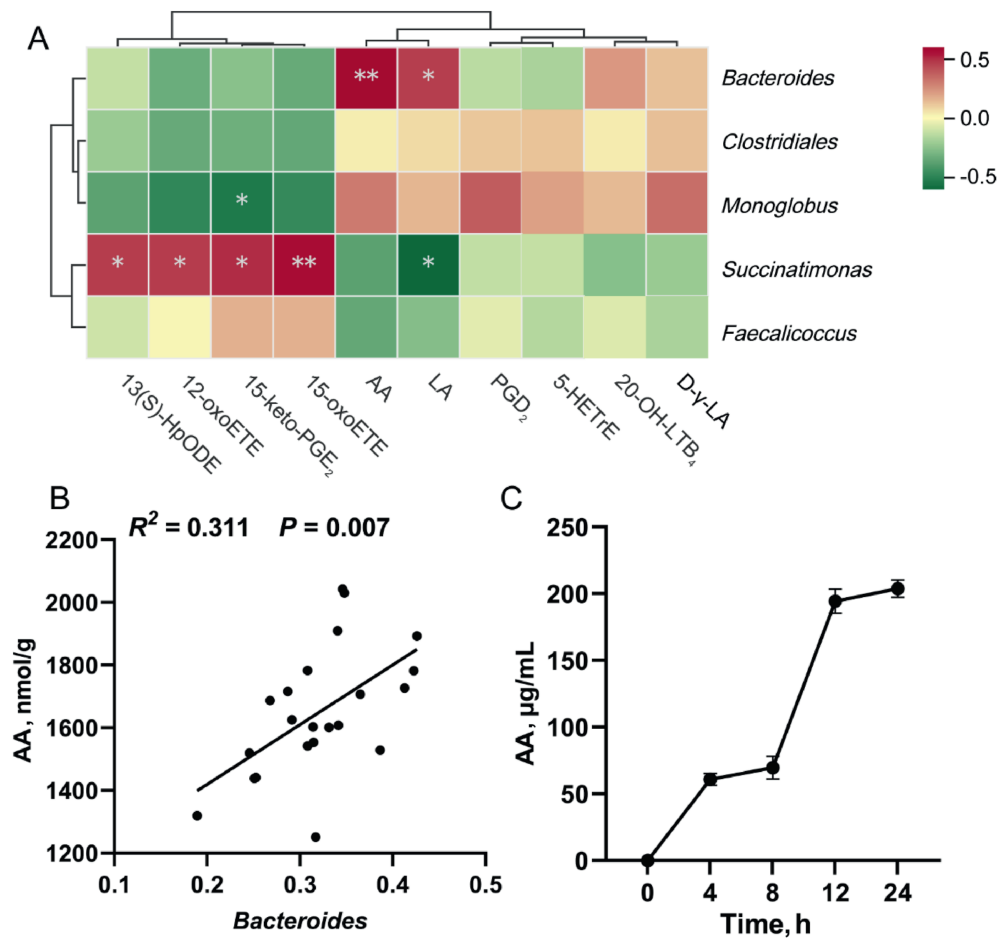 A
** * Bacteroides
Clostridiales
* Monoglobus
* * * ** * Succinatimonas
Faecalicoccus
0.5
0.0
-0.5
13(S)-HpODE
12-oxoETE
15-keto-PGE₂
15-oxoETE
AA
LA
PGD₂
5-HETrE
20-OH-LTB₄
D-γ-LA
B
R² = 0.311 P = 0.007
AA, nmol/g
2200
2000
1800
1600
1400
1200
0.1 0.2 0.3 0.4 0.5
Bacteroides
C
AA, µg/mL
250
200
150
100
50
0
0 4 8 12 24
Time, h